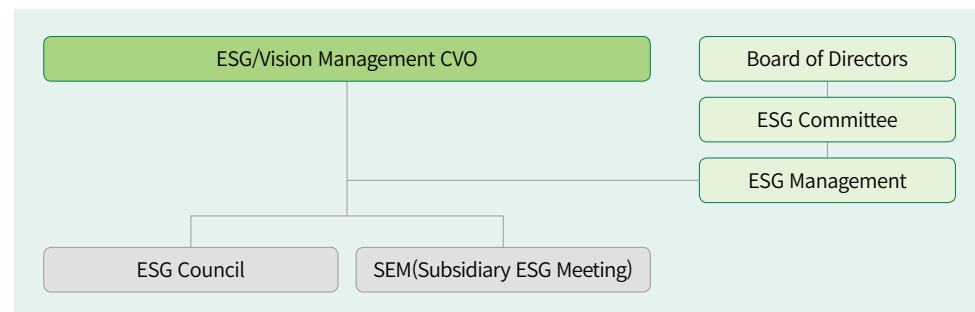 ESG/Vision Management CVO
Board of Directors
ESG Committee
ESG Management
ESG Council
SEM(Subsidiary ESG Meeting)